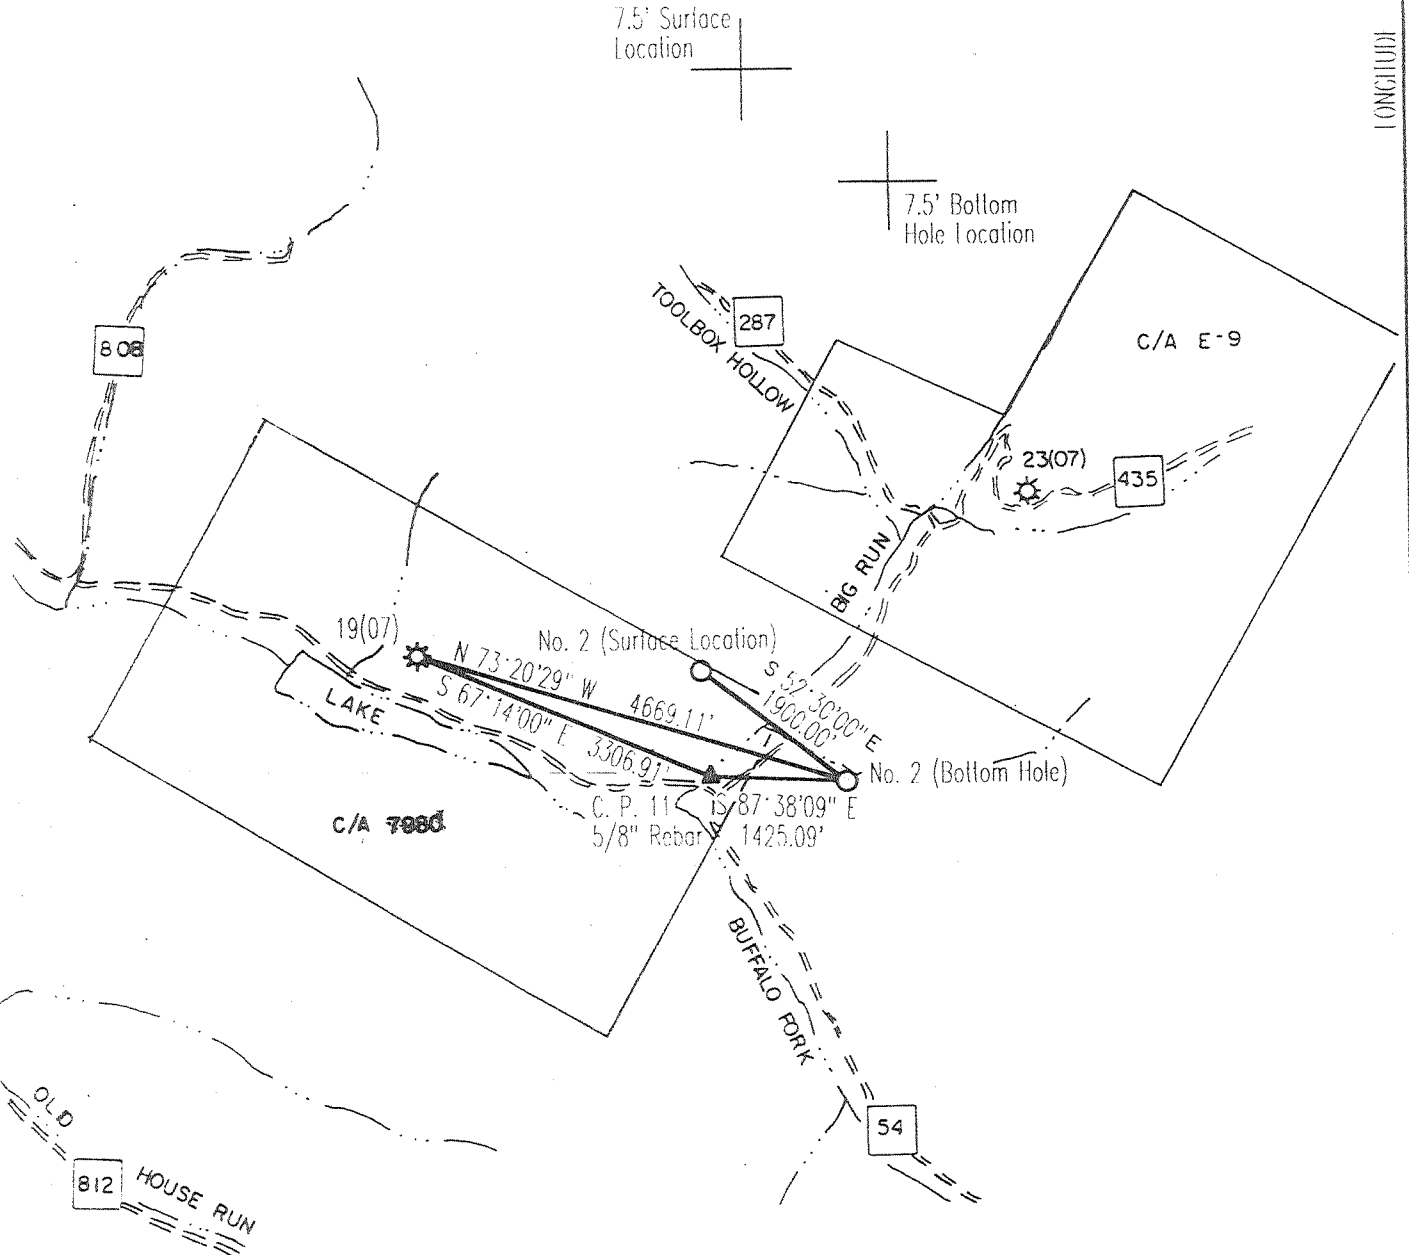 7.5' Surface
Location
LONGITUDE
7.5' Bottom
Hole Location
TOOLBOX HOLLOW
287
808
C/A E-9
23(07)
435
BIG RUN
19(07)
No. 2 (Surface Location)
N 73°20'29" W
4669.11'
S 52°30'00" E
1900.00'
S 67°14'00" E
3306.91'
LAKE
No. 2 (Bottom Hole)
C. P. 11
5/8" Rebar
S 87°38'09" E
1425.09'
C/A
BUFFALO FORK
54
OLD
812
HOUSE RUN